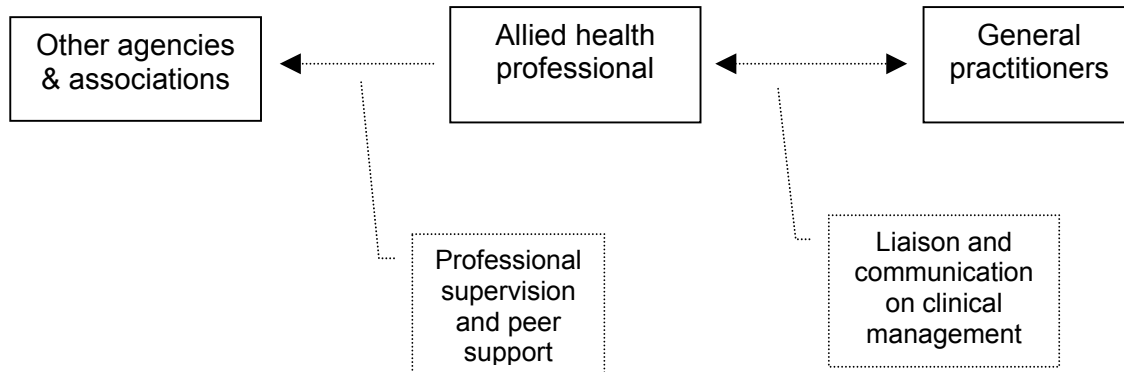 Other agencies
& associations
Allied health
professional
General
practitioners
Professional
supervision
and peer
support
Liaison and
communication
on clinical
management